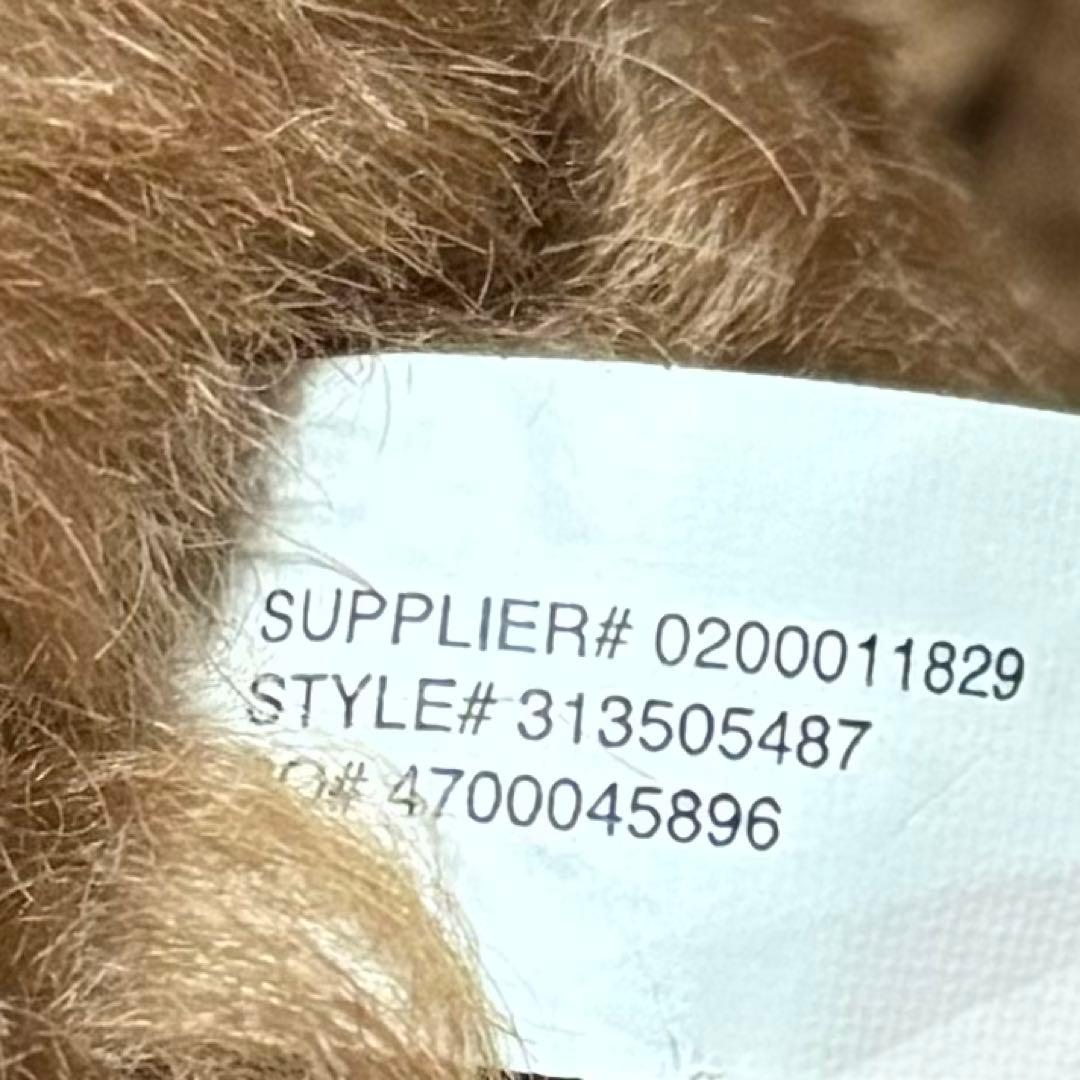 SUPPLIER# 0200011829
STYLE# 313505487
4700045896